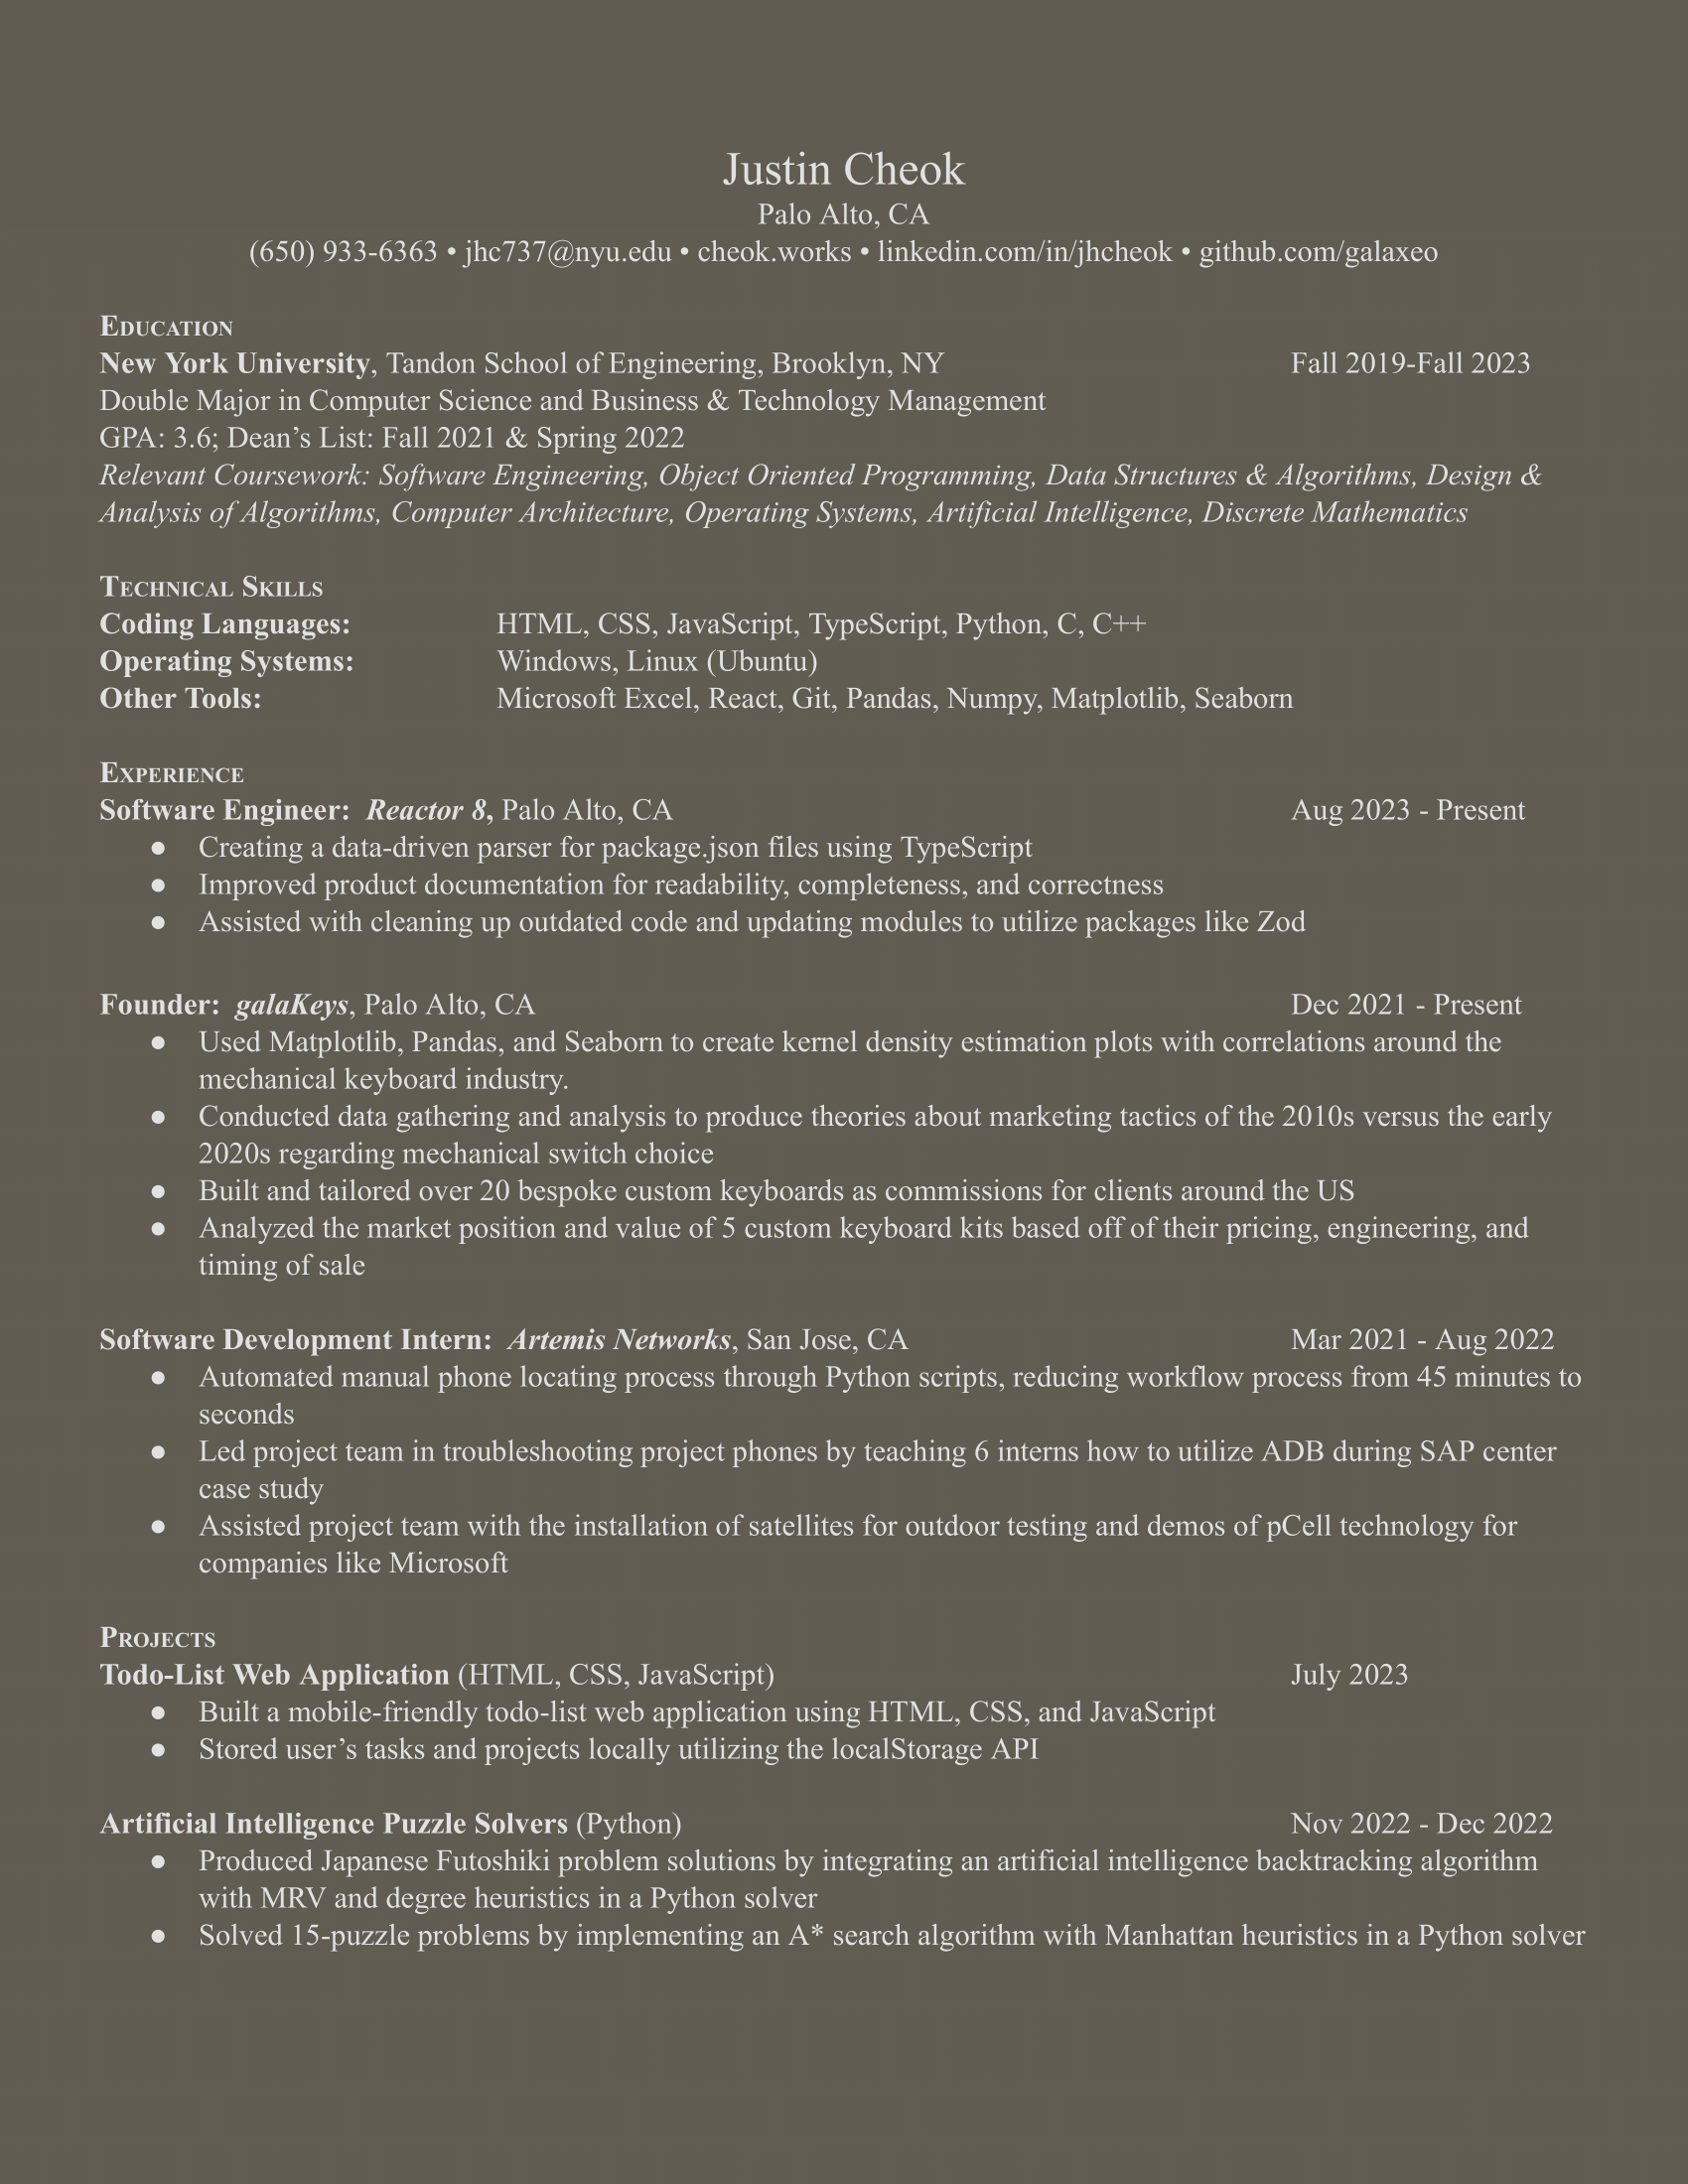 Justin Cheok
Palo Alto, CA
(650) 933-6363 • jhc737@nyu.edu • cheok.works • linkedin.com/in/jhcheok • github.com/galaxeo
EDUCATION
New York University, Tandon School of Engineering, Brooklyn, NY Fall 2019-Fall 2023
Double Major in Computer Science and Business & Technology Management
GPA: 3.6; Dean’s List: Fall 2021 & Spring 2022
Relevant Coursework: Software Engineering, Object Oriented Programming, Data Structures & Algorithms, Design &
Analysis of Algorithms, Computer Architecture, Operating Systems, Artificial Intelligence, Discrete Mathematics
TECHNICAL SKILLS
Coding Languages: HTML, CSS, JavaScript, TypeScript, Python, C, C++
Operating Systems: Windows, Linux (Ubuntu)
Other Tools: Microsoft Excel, React, Git, Pandas, Numpy, Matplotlib, Seaborn
EXPERIENCE
Software Engineer: Reactor 8, Palo Alto, CA Aug 2023 - Present
● Creating a data-driven parser for package.json files using TypeScript
● Improved product documentation for readability, completeness, and correctness
● Assisted with cleaning up outdated code and updating modules to utilize packages like Zod
Founder: galaKeys, Palo Alto, CA Dec 2021 - Present
● Used Matplotlib, Pandas, and Seaborn to create kernel density estimation plots with correlations around the
mechanical keyboard industry.
● Conducted data gathering and analysis to produce theories about marketing tactics of the 2010s versus the early
2020s regarding mechanical switch choice
● Built and tailored over 20 bespoke custom keyboards as commissions for clients around the US
● Analyzed the market position and value of 5 custom keyboard kits based off of their pricing, engineering, and
timing of sale
Software Development Intern: Artemis Networks, San Jose, CA Mar 2021 - Aug 2022
● Automated manual phone locating process through Python scripts, reducing workflow process from 45 minutes to
seconds
● Led project team in troubleshooting project phones by teaching 6 interns how to utilize ADB during SAP center
case study
● Assisted project team with the installation of satellites for outdoor testing and demos of pCell technology for
companies like Microsoft
PROJECTS
Todo-List Web Application (HTML, CSS, JavaScript) July 2023
● Built a mobile-friendly todo-list web application using HTML, CSS, and JavaScript
● Stored user’s tasks and projects locally utilizing the localStorage API
Artificial Intelligence Puzzle Solvers (Python) Nov 2022 - Dec 2022
● Produced Japanese Futoshiki problem solutions by integrating an artificial intelligence backtracking algorithm
with MRV and degree heuristics in a Python solver
● Solved 15-puzzle problems by implementing an A* search algorithm with Manhattan heuristics in a Python solver